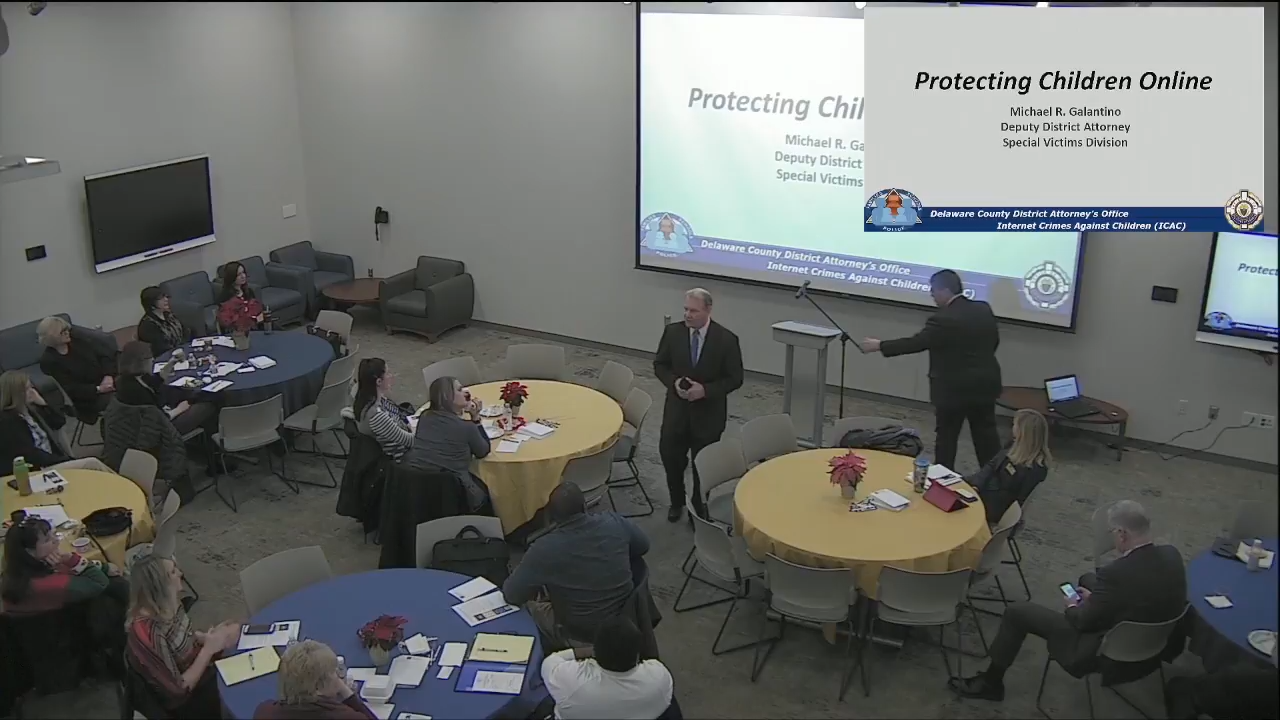 Protecting Chil
Michael R. Ga
Deputy District
Special Victims
Delaware County District Attorney's Office
Internet Crimes Against Children
Protecting Children Online
Michael R. Galantino
Deputy District Attorney
Special Victims Division
Delaware County District Attorney's Office
Internet Crimes Against Children (ICAC)
Protec